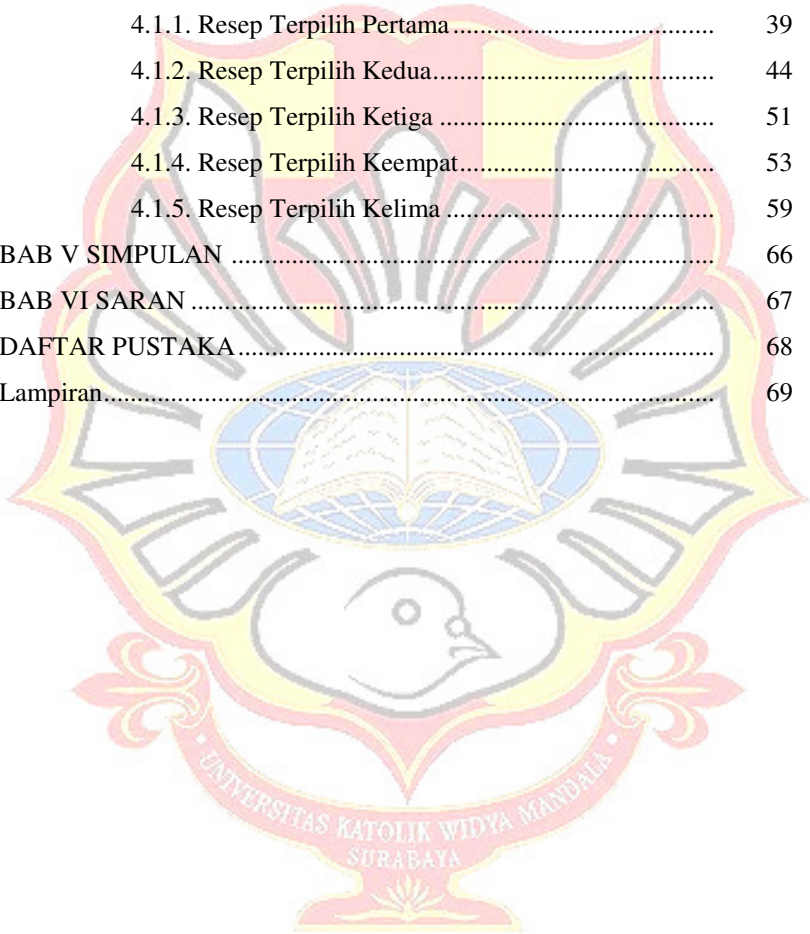 4.1.1. Resep Terpilih Pertama ........................................ 39
4.1.2. Resep Terpilih Kedua........................................... 44
4.1.3. Resep Terpilih Ketiga .......................................... 51
4.1.4. Resep Terpilih Keempat....................................... 53
4.1.5. Resep Terpilih Kelima ......................................... 59
BAB V SIMPULAN .......................................................................... 66
BAB VI SARAN ................................................................................ 67
DAFTAR PUSTAKA ......................................................................... 68
Lampiran............................................................................................. 69
UNIVERSITAS KATOLIK WIDYA MANDALA
SURABAYA